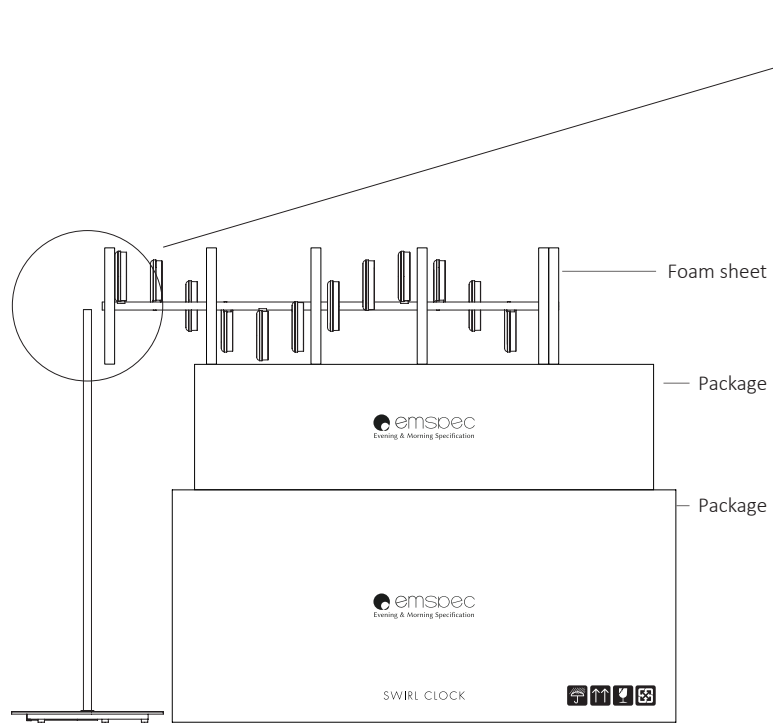 Foam sheet
Package
emspec
Evening & Morning Specification
Package
emspec
Evening & Morning Specification
SWIRL CLOCK